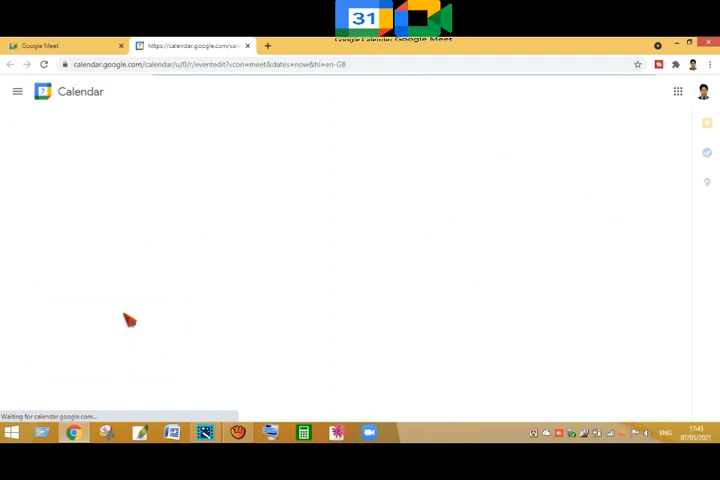 31
Google Calendar Google Meet
Google Meet
https://calendar.google.com/cal
calendar.google.com/calendar/u/0/r/eventedit?vcon=meet&dates=now&hl=en-GB
7
Calendar
Waiting for calendar.google.com...
ENG
17:43
07/05/2021